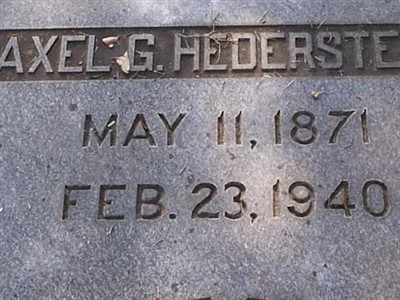 AXEL G. HEDERSTE
MAY 11, 1871
FEB. 23, 1940